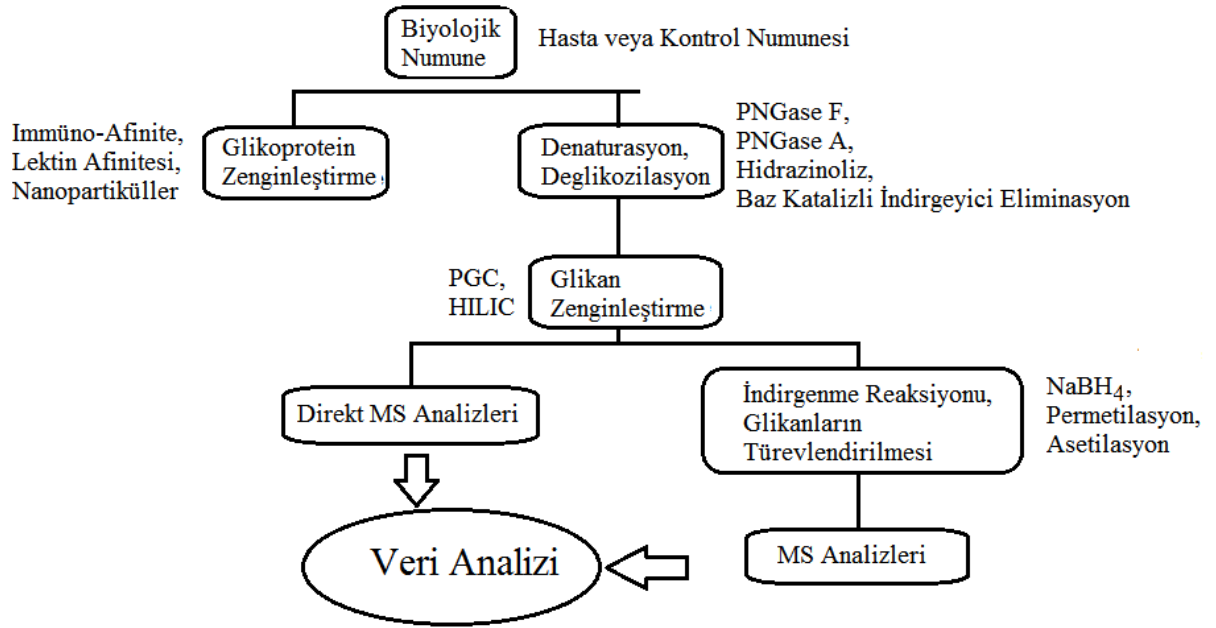 Biyolojik
Numune
Hasta veya Kontrol Numunesi
Immüno-Afinite,
Lektin Afinitesi,
Nanopartiküller
Glikoprotein
Zenginleştirme
Denaturasyon,
Deglikozilasyon
PNGase F,
PNGase A,
Hidrazinoliz,
Baz Katalizli İndirgeyici Eliminasyon
PGC,
HILIC
Glikan
Zenginleştirme
Direkt MS Analizleri
İndirgenme Reaksiyonu,
Glikanların
Türevlendirilmesi
NaBH4,
Permetilasyon,
Asetilasyon
Veri Analizi
MS Analizleri